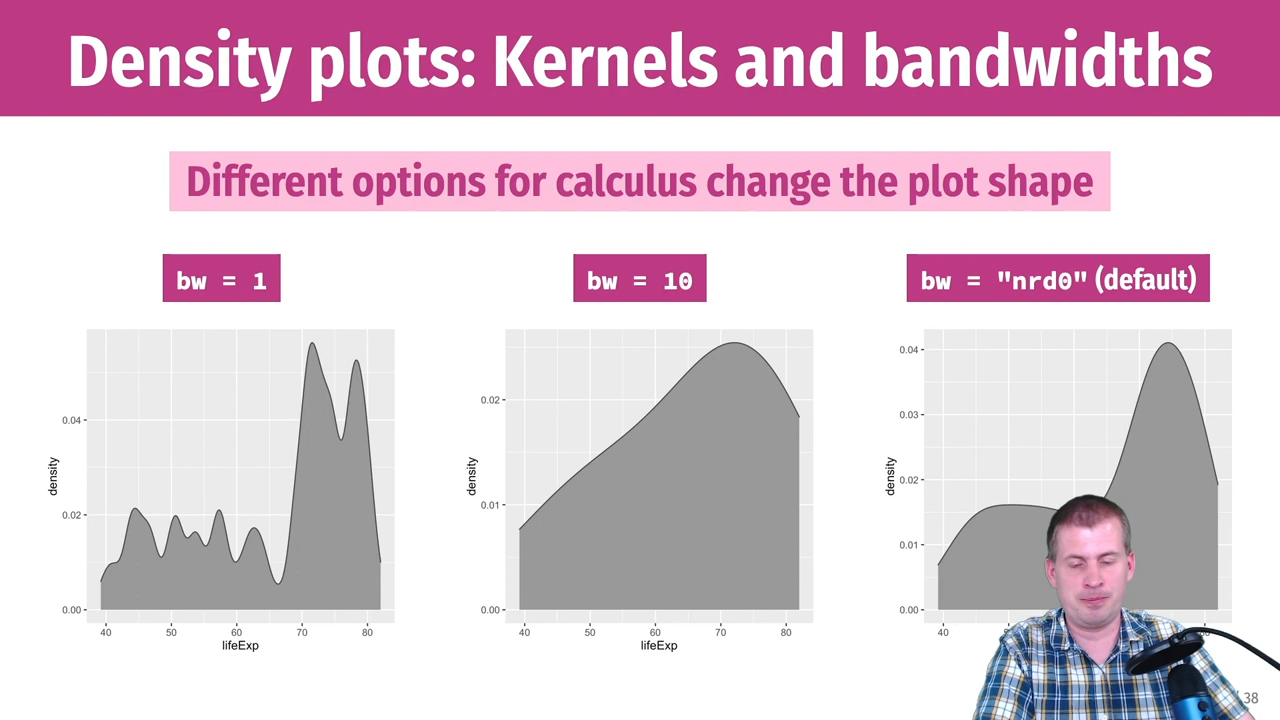 Density plots: Kernels and bandwidths
Different options for calculus change the plot shape
bw = 1
bw = 10
bw = "nrd0" (default)
density
0.04
0.02
0.00
40 50 60 70 80
lifeExp
density
0.02
0.01
0.00
40 50 60 70 80
lifeExp
density
0.04
0.03
0.02
0.01
0.00
40
38